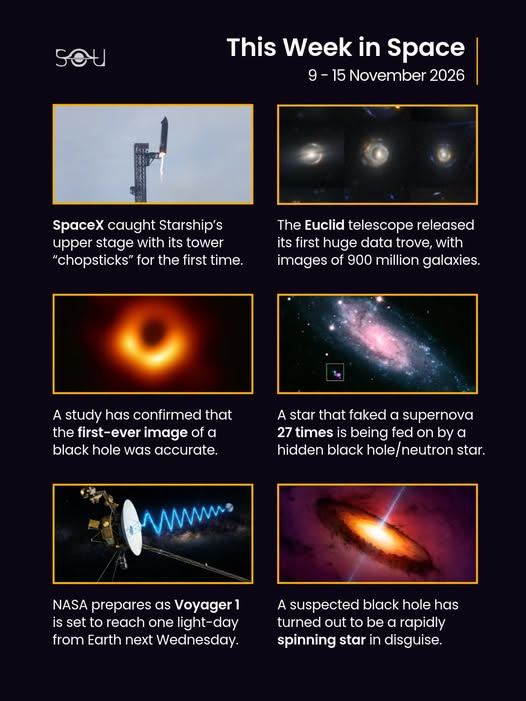 SOU
This Week in Space
9 - 15 November 2026
SpaceX caught Starship’s
upper stage with its tower
“chopsticks” for the first time.
The Euclid telescope released
its first huge data trove, with
images of 900 million galaxies.
A study has confirmed that
the first-ever image of a
black hole was accurate.
A star that faked a supernova
27 times is being fed on by a
hidden black hole/neutron star.
NASA prepares as Voyager 1
is set to reach one light-day
from Earth next Wednesday.
A suspected black hole has
turned out to be a rapidly
spinning star in disguise.